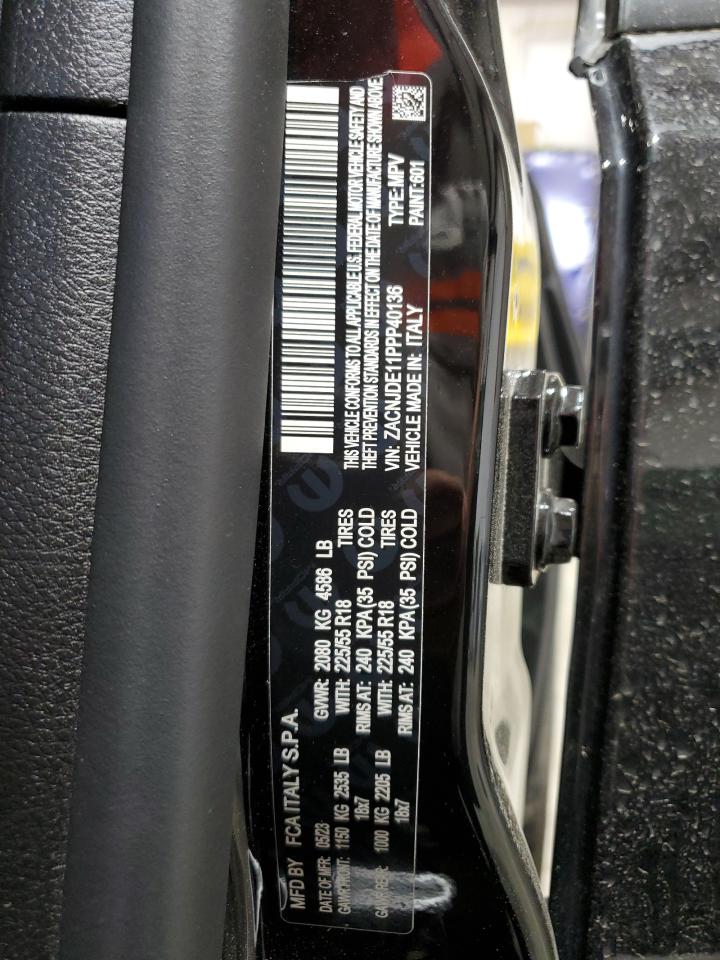 MFD BY FCA ITALY S.P.A.
DATE OF MFR: 05/23 GVWR: 2080 KG 4586 LB
GAWR FRONT: 1150 KG 2535 LB WITH: 225/55 R18 TIRES
18x7 RIMS AT: 240 KPA(35 PSI) COLD
GAWR REAR: 1000 KG 2205 LB WITH: 225/55 R18 TIRES
18x7 RIMS AT: 240 KPA(35 PSI) COLD
THIS VEHICLE CONFORMS TO ALL APPLICABLE U.S. FEDERAL MOTOR VEHICLE SAFETY AND
THEFT PREVENTION STANDARDS IN EFFECT ON THE DATE OF MANUFACTURE SHOWN ABOVE.
VIN: ZACNJDE11PPP40136 TYPE:MPV
VEHICLE MADE IN: ITALY PAINT:601